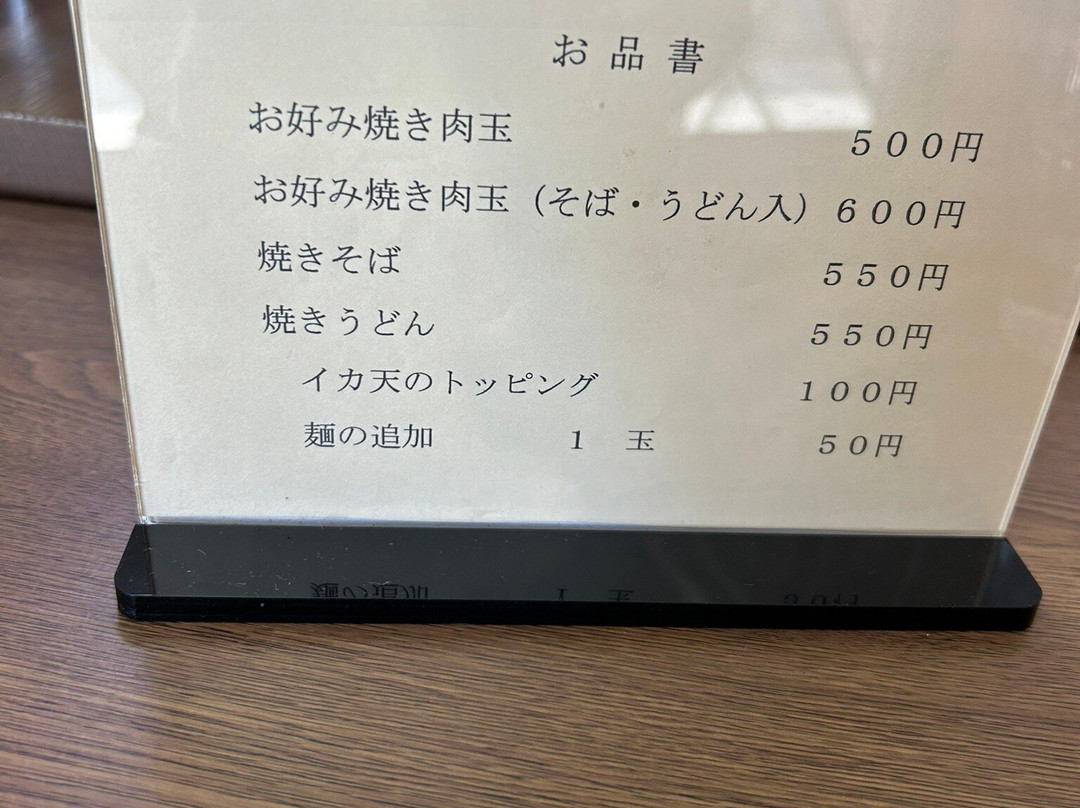 お品書
お好み焼き肉玉 ５００円
お好み焼き肉玉（そば・うどん入） ６００円
焼きそば ５５０円
焼きうどん ５５０円
イカ天のトッピング １００円
麺の追加 １ 玉 ５０円